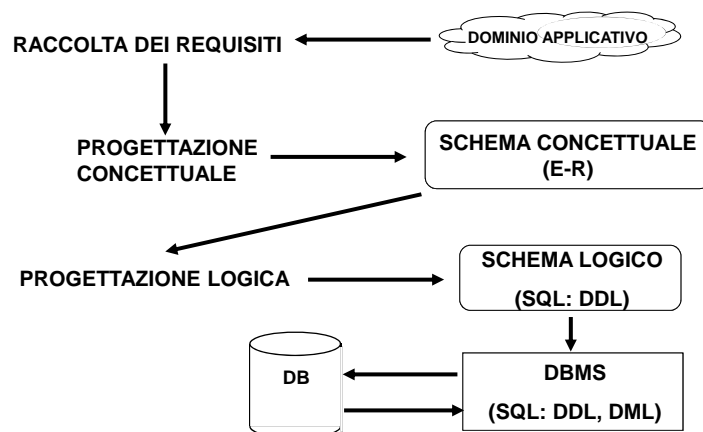 DOMINIO APPLICATIVO
RACCOLTA DEI REQUISITI
PROGETTAZIONE
CONCETTUALE
SCHEMA CONCETTUALE
(E-R)
PROGETTAZIONE LOGICA
SCHEMA LOGICO
(SQL: DDL)
DB
DBMS
(SQL: DDL, DML)